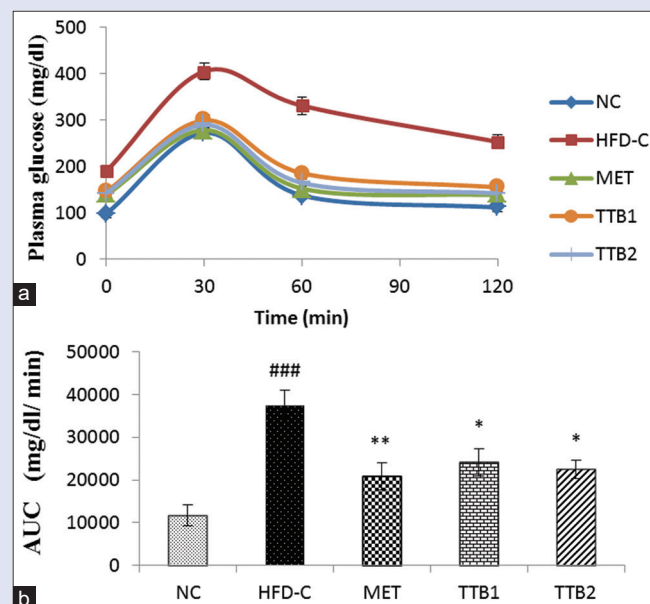 500
400
300
200
100
0
Plasma glucose (mg/dl)
0 30 60 90 120
Time (min)
NC
HFD-C
MET
TTB1
TTB2
a
50000
40000
30000
20000
10000
0
AUC (mg/dl/ min)
###
**
*
*
NC HFD-C MET TTB1 TTB2
b